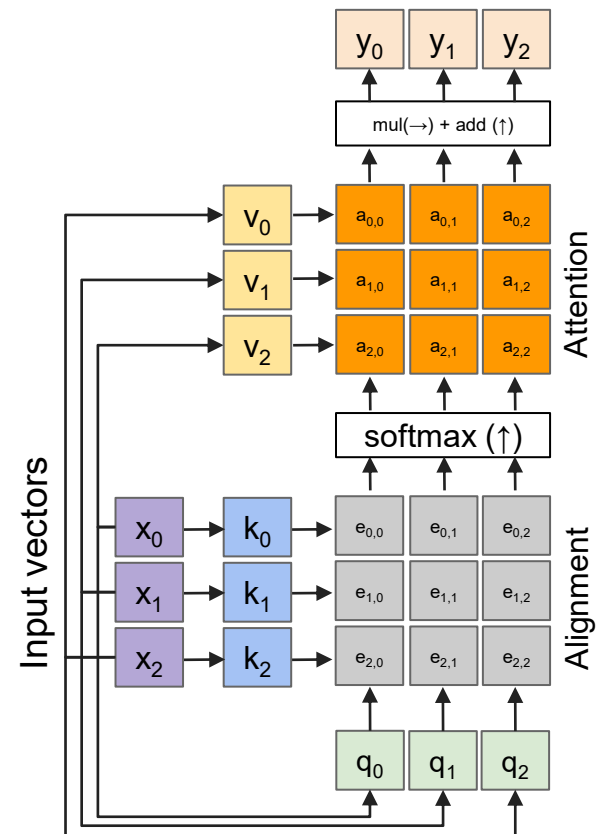 y0 y1 y2
mul(→) + add (↑)
v0 a0,0 a0,1 a0,2
v1 a1,0 a1,1 a1,2
v2 a2,0 a2,1 a2,2
Attention
softmax (↑)
Input vectors
x0 k0 e0,0 e0,1 e0,2
x1 k1 e1,0 e1,1 e1,2
x2 k2 e2,0 e2,1 e2,2
Alignment
q0 q1 q2